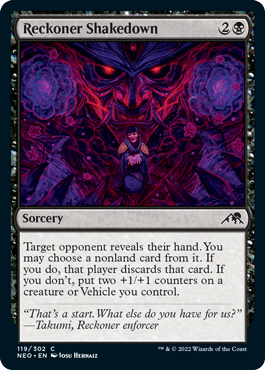 Reckoner Shakedown 2
Sorcery
Target opponent reveals their hand. You
may choose a nonland card from it. If
you do, that player discards that card. If
you don't, put two +1/+1 counters on
a creature or Vehicle you control.
"That's a start. What else do you have for us?"
—Takumi, Reckoner enforcer
119/302 C
NEO • EN Josu Hernaiz
™ & © 2022 Wizards of the Coast